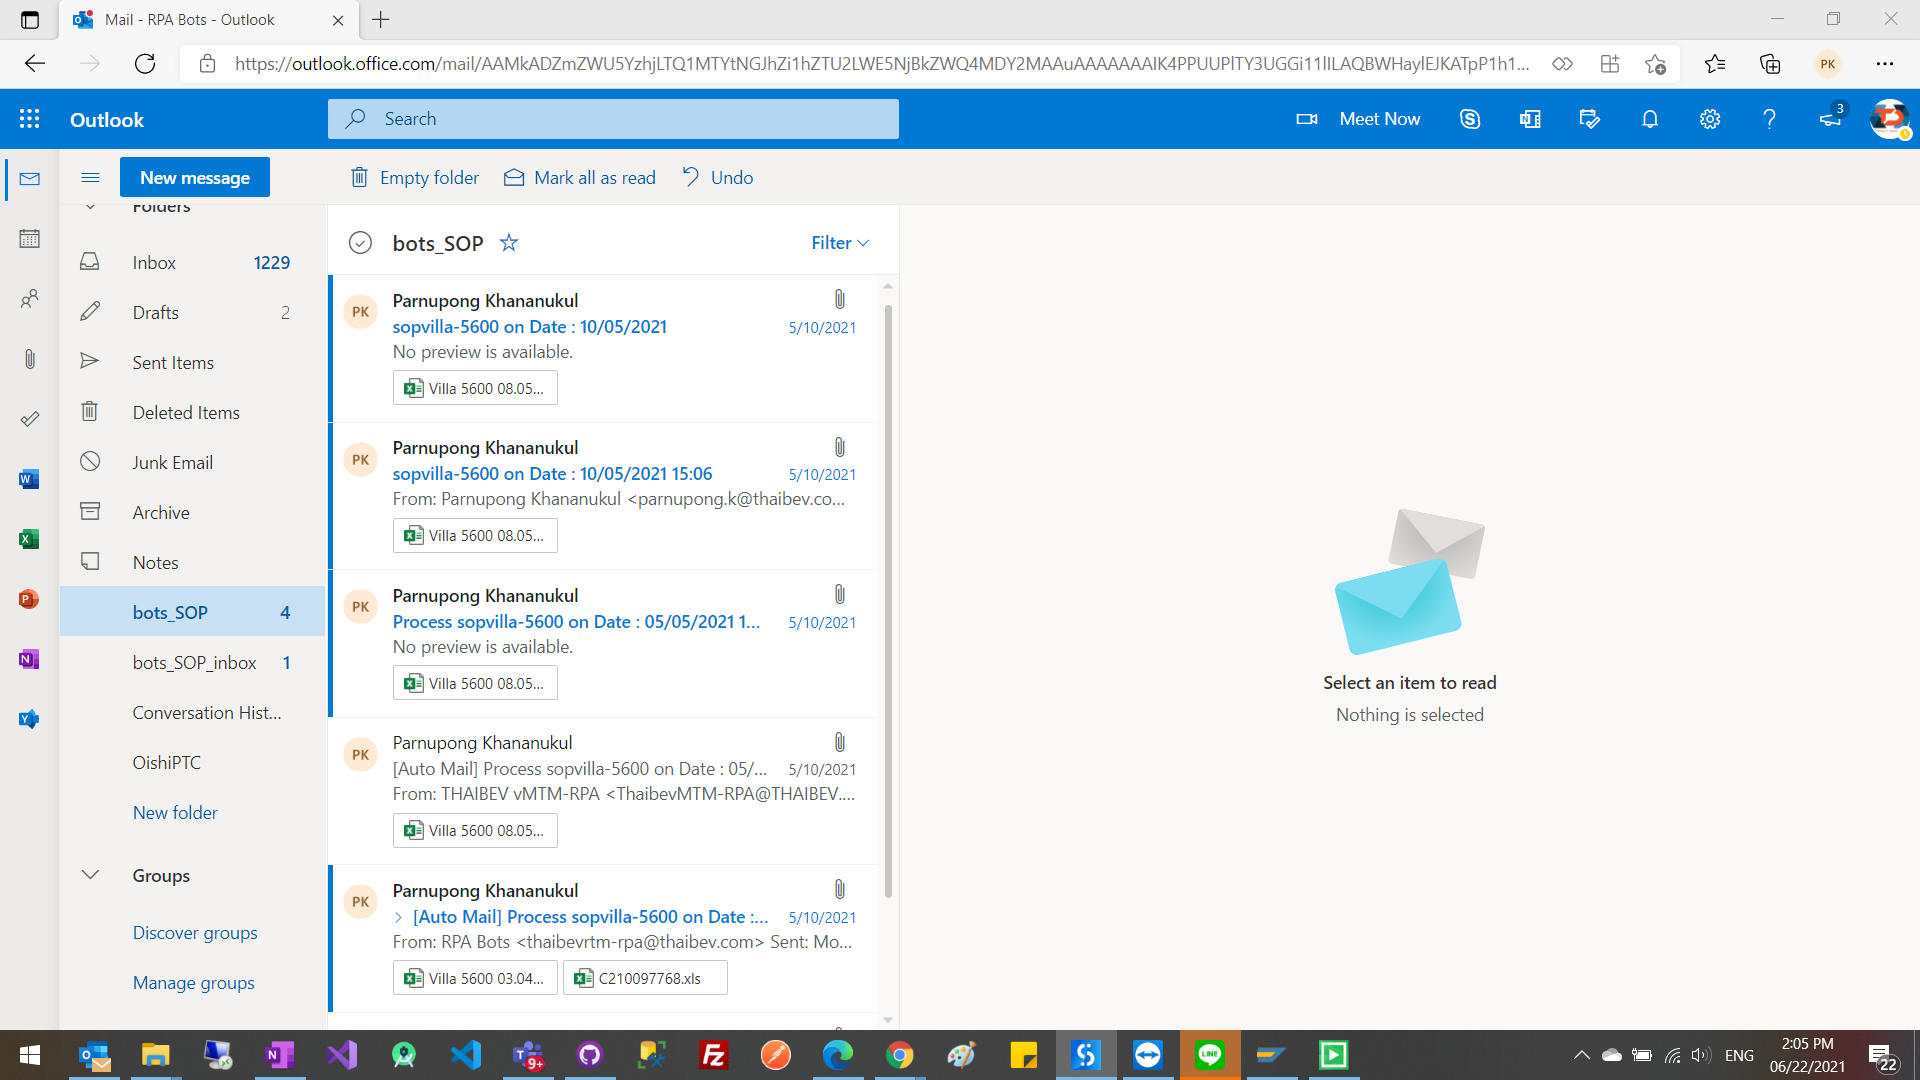 Mail - RPA Bots - Outlook
https://outlook.office.com/mail/AAMkADZmZWU5YzhjLTQ1MTYtNGJhZi1hZTU2LWE5NjBkZWQ4MDY2MAAuAAAAAAAIK4PPUUPlTY3UGGi11lILAQBWHaylEJKATpP1h1...
PK
Outlook
Search
Meet Now
3
New message
Empty folder
Mark all as read
Undo
Folders
Inbox 1229
Drafts 2
Sent Items
Deleted Items
Junk Email
Archive
Notes
bots_SOP 4
bots_SOP_inbox 1
Conversation Hist...
OishiPTC
New folder
Groups
Discover groups
Manage groups
bots_SOP
Filter
PK
Parnupong Khananukul
sopvilla-5600 on Date : 10/05/2021 5/10/2021
No preview is available.
Villa 5600 08.05...
PK
Parnupong Khananukul
sopvilla-5600 on Date : 10/05/2021 15:06 5/10/2021
From: Parnupong Khananukul <parnupong.k@thaibev.co...
Villa 5600 08.05...
PK
Parnupong Khananukul
Process sopvilla-5600 on Date : 05/05/2021 1... 5/10/2021
No preview is available.
Villa 5600 08.05...
PK
Parnupong Khananukul
[Auto Mail] Process sopvilla-5600 on Date : 05/... 5/10/2021
From: THAIBEV vMTM-RPA <ThaibevMTM-RPA@THAIBEV....
Villa 5600 08.05...
PK
Parnupong Khananukul
[Auto Mail] Process sopvilla-5600 on Date :... 5/10/2021
From: RPA Bots <thaibevrtm-rpa@thaibev.com> Sent: Mo...
Villa 5600 03.04... C210097768.xls
Select an item to read
Nothing is selected
9+
LINE
ENG
2:05 PM
06/22/2021
22